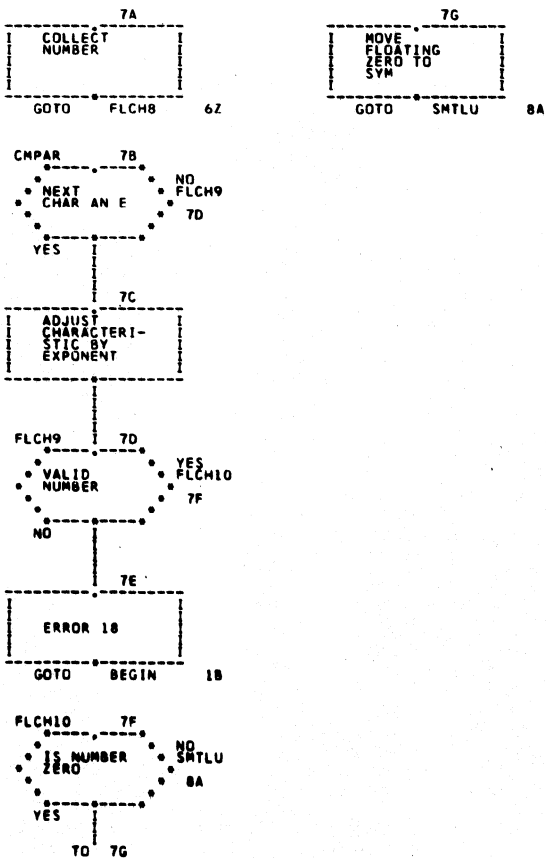 7A
COLLECT
NUMBER
GOTO FLCH8 6Z
CMPAR 7B
NEXT
CHAR AN E
NO
FLCH9
7D
YES
7C
ADJUST
CHARACTERI-
STIC BY
EXPONENT
FLCH9 7D
VALID
NUMBER
YES
FLCH10
7F
NO
7E
ERROR 18
GOTO BEGIN 1B
FLCH10 7F
IS NUMBER
ZERO
NO
SMTLU
8A
YES
TO 7G
7G
MOVE
FLOATING
ZERO TO
SYM
GOTO SMTLU 8A